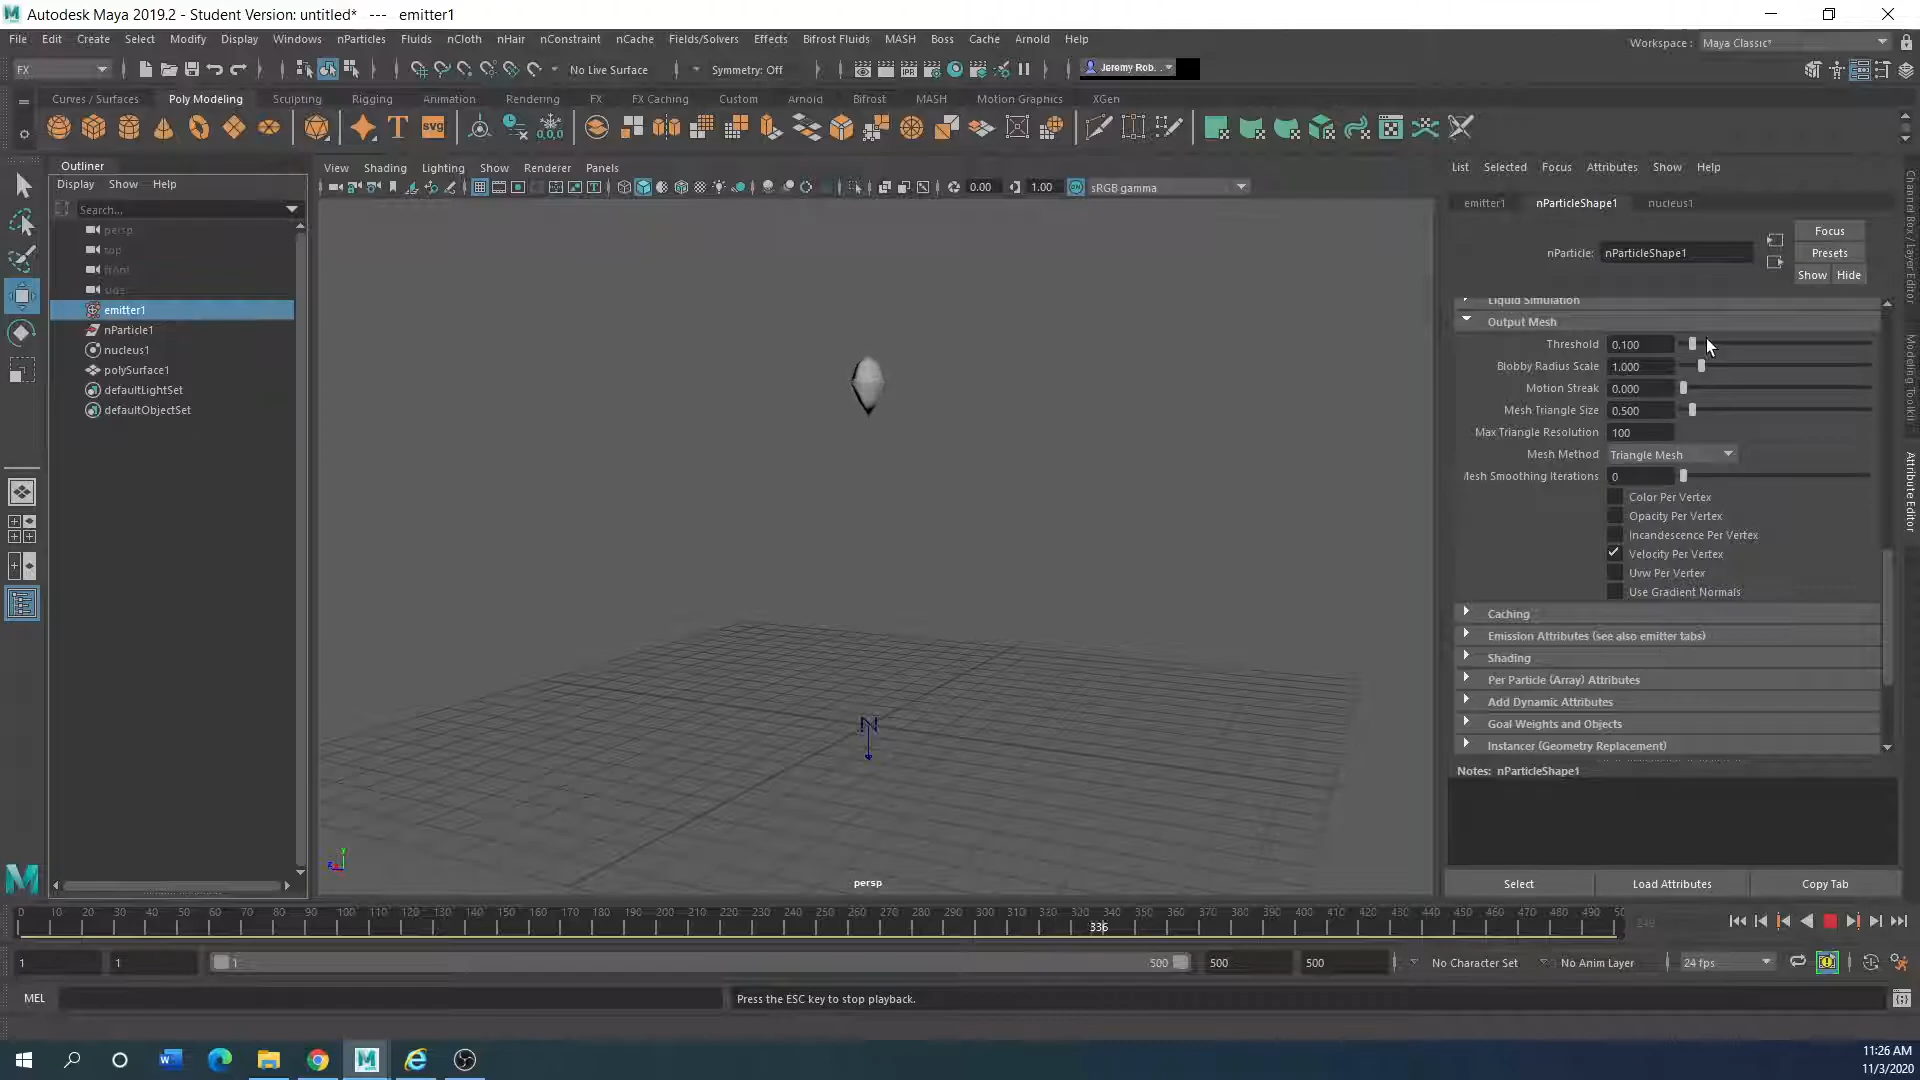 Autodesk Maya 2019.2 - Student Version: untitled*   ---   emitter1
File Edit Create Select Modify Display Windows nParticles Fluids nCloth nHair nConstraint nCache Fields/Solvers Effects Bifrost Fluids MASH Boss Cache Arnold Help
Workspace : Maya Classic*
FX No Live Surface Symmetry: Off Jeremy Rob...
Curves / Surfaces Poly Modeling Sculpting Rigging Animation Rendering FX FX Caching Custom Arnold Bifrost MASH Motion Graphics XGen
Outliner
Display Show Help
Search...
persp
top
front
side
emitter1
nParticle1
nucleus1
polySurface1
defaultLightSet
defaultObjectSet
View Shading Lighting Show Renderer Panels
0.00 1.00 sRGB gamma
N
persp
List Selected Focus Attributes Show Help
emitter1 nParticleShape1 nucleus1
Focus
nParticle: nParticleShape1
Presets
Show Hide
Liquid Simulation
Output Mesh
Threshold 0.100
Blobby Radius Scale 1.000
Motion Streak 0.000
Mesh Triangle Size 0.500
Max Triangle Resolution 100
Mesh Method Triangle Mesh
Mesh Smoothing Iterations 0
Color Per Vertex
Opacity Per Vertex
Incandescence Per Vertex
Velocity Per Vertex
Uvw Per Vertex
Use Gradient Normals
Caching
Emission Attributes (see also emitter tabs)
Shading
Per Particle (Array) Attributes
Add Dynamic Attributes
Goal Weights and Objects
Instancer (Geometry Replacement)
Notes: nParticleShape1
Select Load Attributes Copy Tab
Channel Box / Layer Editor
Modeling Toolkit
Attribute Editor
0 10 20 30 40 50 60 70 80 90 100 110 120 130 140 150 160 170 180 190 200 210 220 230 240 250 260 270 280 290 300 310 320 330 340 350 360 370 380 390 400 410 420 430 440 450 460 470 480 490 50
336
1 1 1 500 500 500 No Character Set No Anim Layer 24 fps
MEL Press the ESC key to stop playback.
11:26 AM
11/3/2020